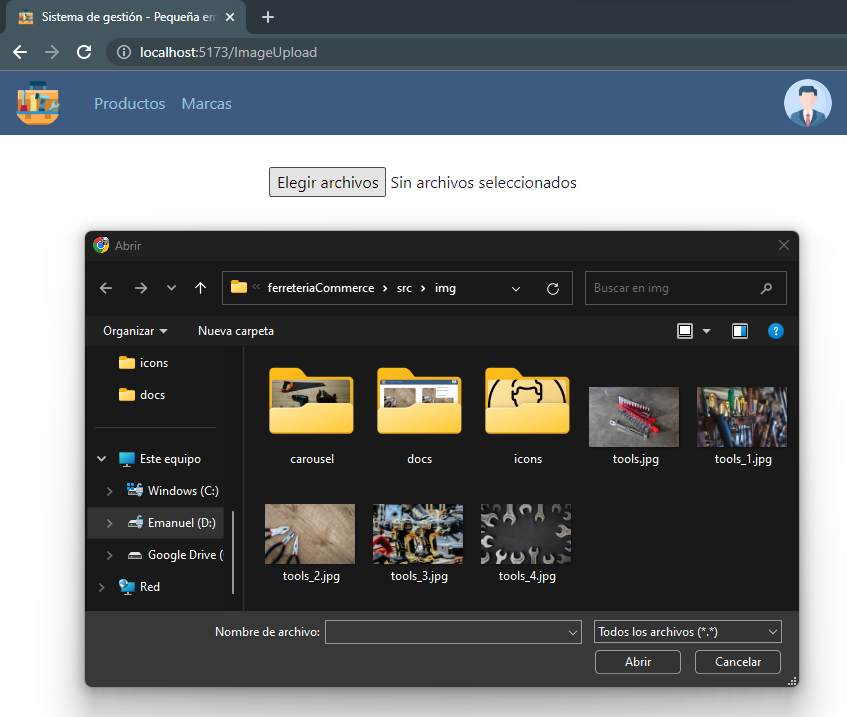 Sistema de gestión - Pequeña em
localhost:5173/ImageUpload
Productos Marcas
Elegir archivos Sin archivos seleccionados
Abrir
« ferreteriaCommerce › src › img
Buscar en img
Organizar Nueva carpeta
icons
docs
Este equipo
Windows (C:)
Emanuel (D:)
Google Drive (
Red
carousel docs icons tools.jpg tools_1.jpg
tools_2.jpg tools_3.jpg tools_4.jpg
Nombre de archivo: Todos los archivos (*.*)
Abrir Cancelar